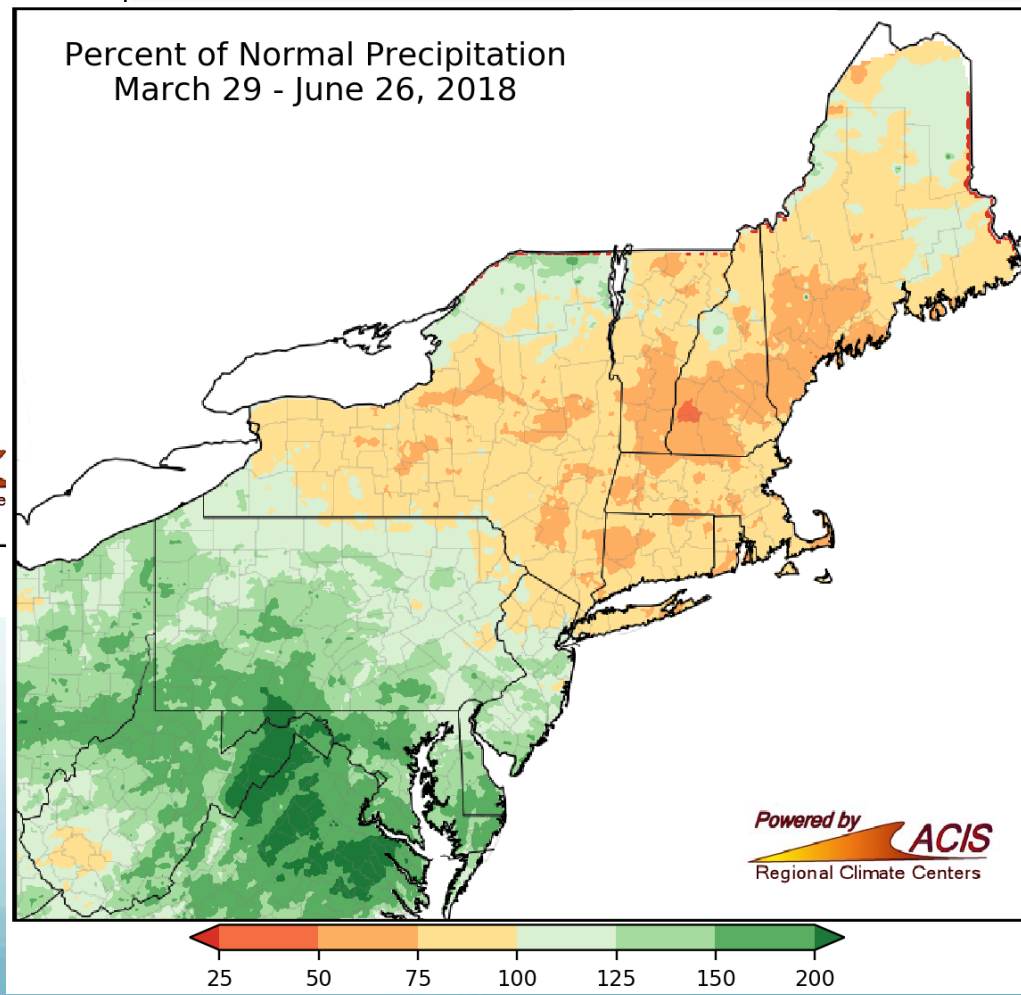 Percent of Normal Precipitation
March 29 - June 26, 2018
Powered by
ACIS
Regional Climate Centers
25 50 75 100 125 150 200